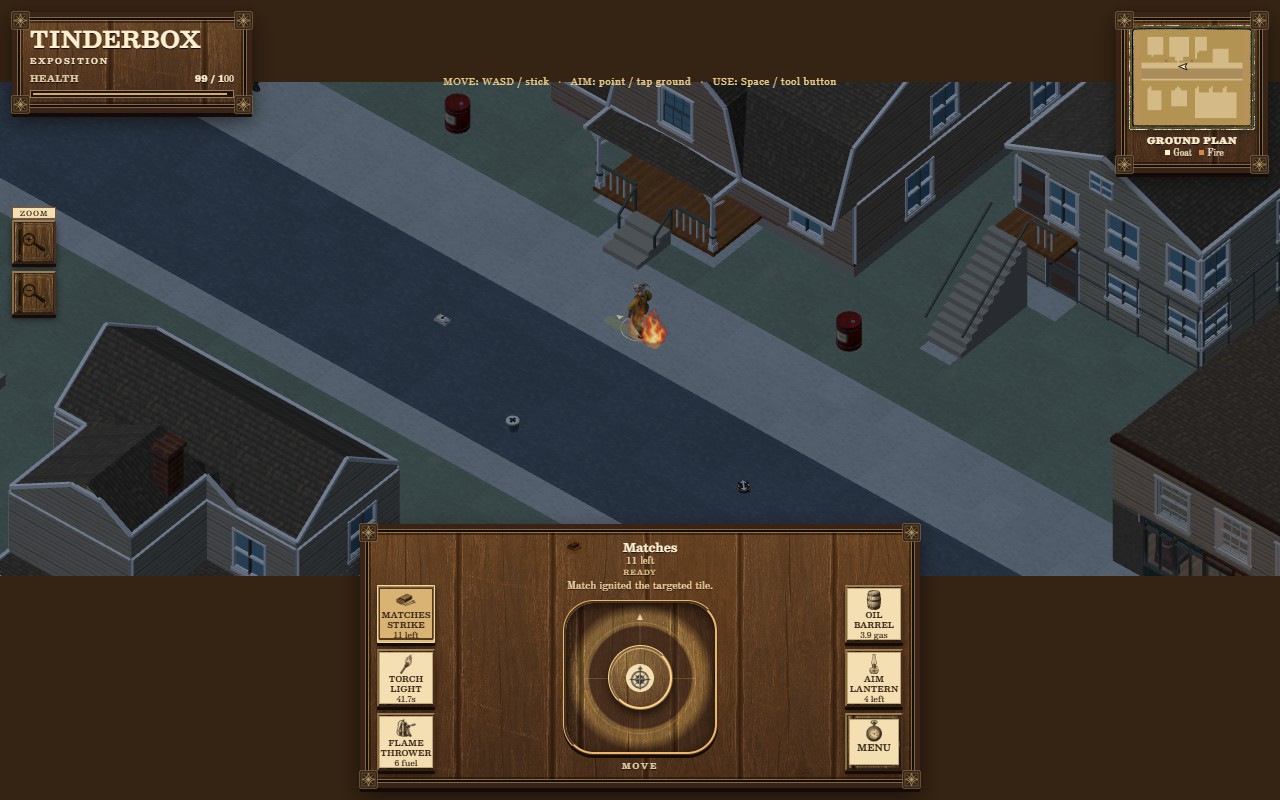 TINDERBOX
EXPOSITION
HEALTH 99 / 100
MOVE: WASD / stick · AIM: point / tap ground · USE: Space / tool button
GROUND PLAN
Goat Fire
ZOOM
Matches
11 left
READY
Match ignited the targeted tile.
MATCHES
STRIKE
11 left
TORCH
LIGHT
41.7s
FLAME
THROWER
6 fuel
OIL
BARREL
3.9 gas
AIM
LANTERN
4 left
MENU
MOVE